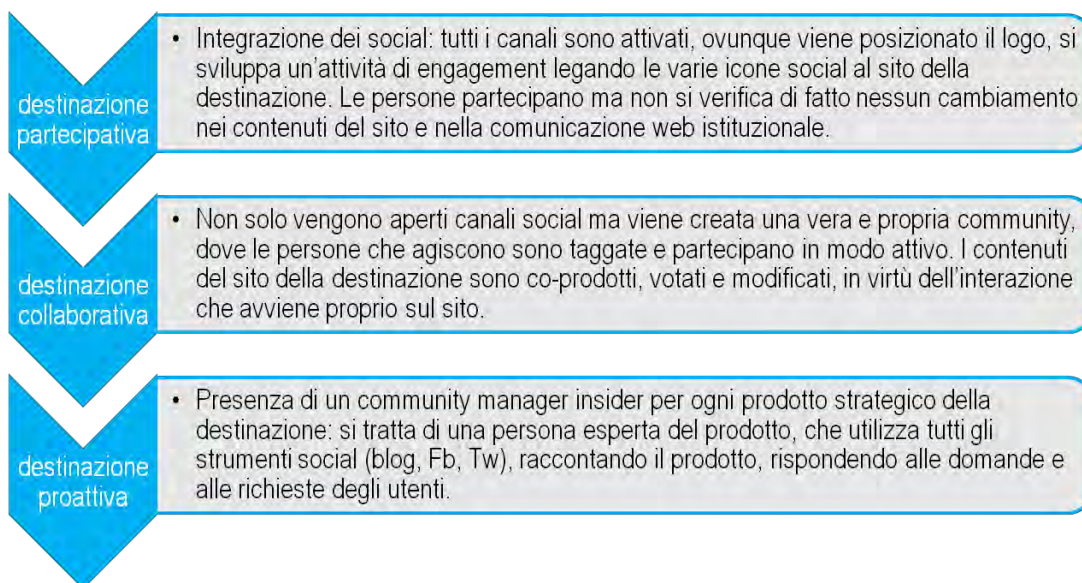 destinazione
partecipativa
• Integrazione dei social: tutti i canali sono attivati, ovunque viene posizionato il logo, si
sviluppa un'attività di engagement legando le varie icone social al sito della
destinazione. Le persone partecipano ma non si verifica di fatto nessun cambiamento
nei contenuti del sito e nella comunicazione web istituzionale.
destinazione
collaborativa
• Non solo vengono aperti canali social ma viene creata una vera e propria community,
dove le persone che agiscono sono taggate e partecipano in modo attivo. I contenuti
del sito della destinazione sono co-prodotti, votati e modificati, in virtù dell'interazione
che avviene proprio sul sito.
destinazione
proattiva
• Presenza di un community manager insider per ogni prodotto strategico della
destinazione: si tratta di una persona esperta del prodotto, che utilizza tutti gli
strumenti social (blog, Fb, Tw), raccontando il prodotto, rispondendo alle domande e
alle richieste degli utenti.